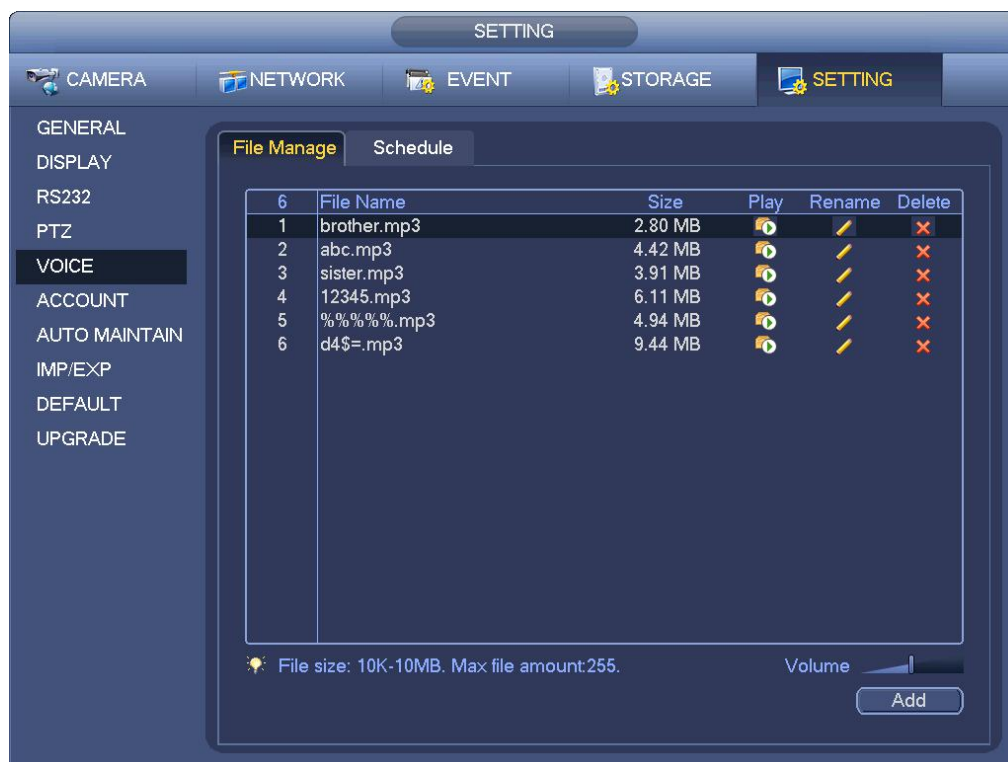 SETTING
CAMERA NETWORK EVENT STORAGE SETTING
GENERAL
DISPLAY
RS232
PTZ
VOICE
ACCOUNT
AUTO MAINTAIN
IMP/EXP
DEFAULT
UPGRADE
File Manage Schedule
6 File Name Size Play Rename Delete
1 brother.mp3 2.80 MB
2 abc.mp3 4.42 MB
3 sister.mp3 3.91 MB
4 12345.mp3 6.11 MB
5 %%%%%.mp3 4.94 MB
6 d4$=.mp3 9.44 MB
File size: 10K-10MB. Max file amount:255. Volume
Add